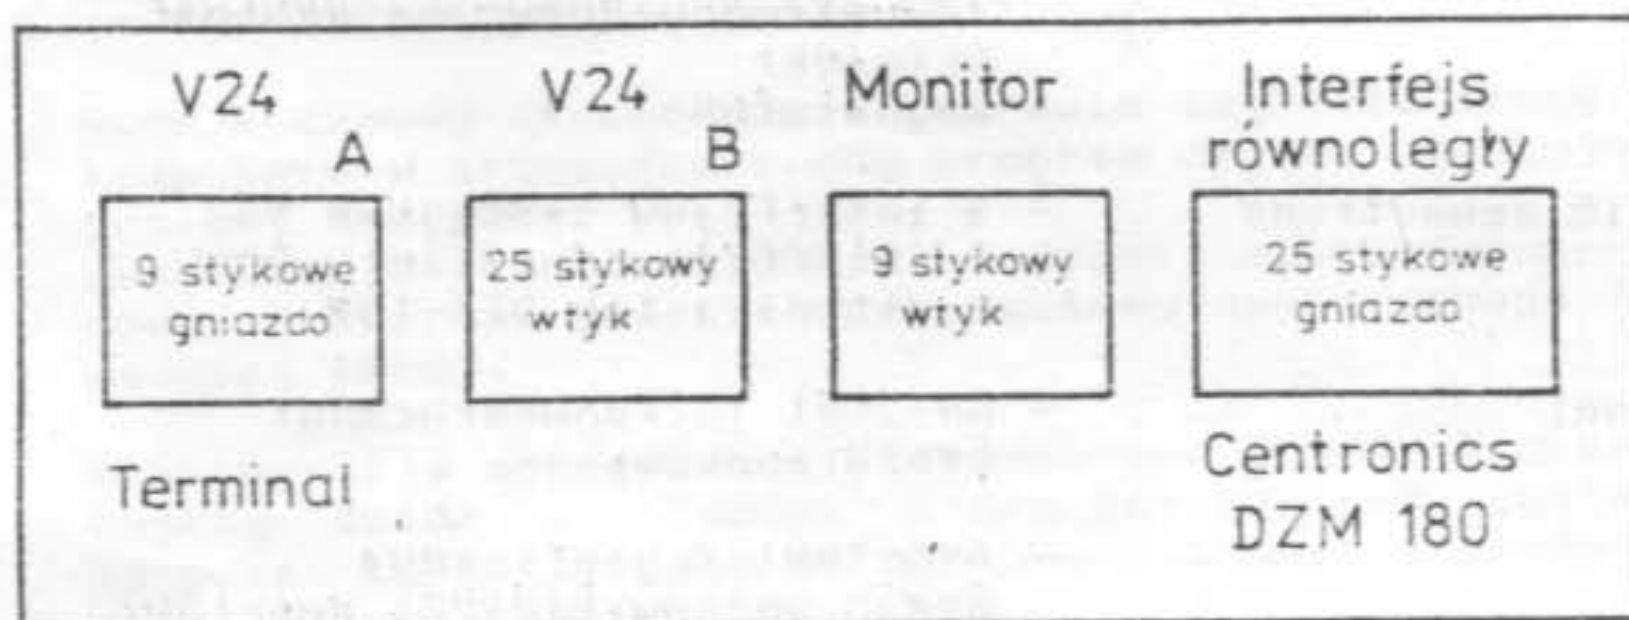 V24
A
9 stykowe
gniazdo
Terminal
V24
B
25 stykowy
wtyk
Monitor
9 stykowy
wtyk
Interfejs
równoległy
25 stykowe
gniazdo
Centronics
DZM 180